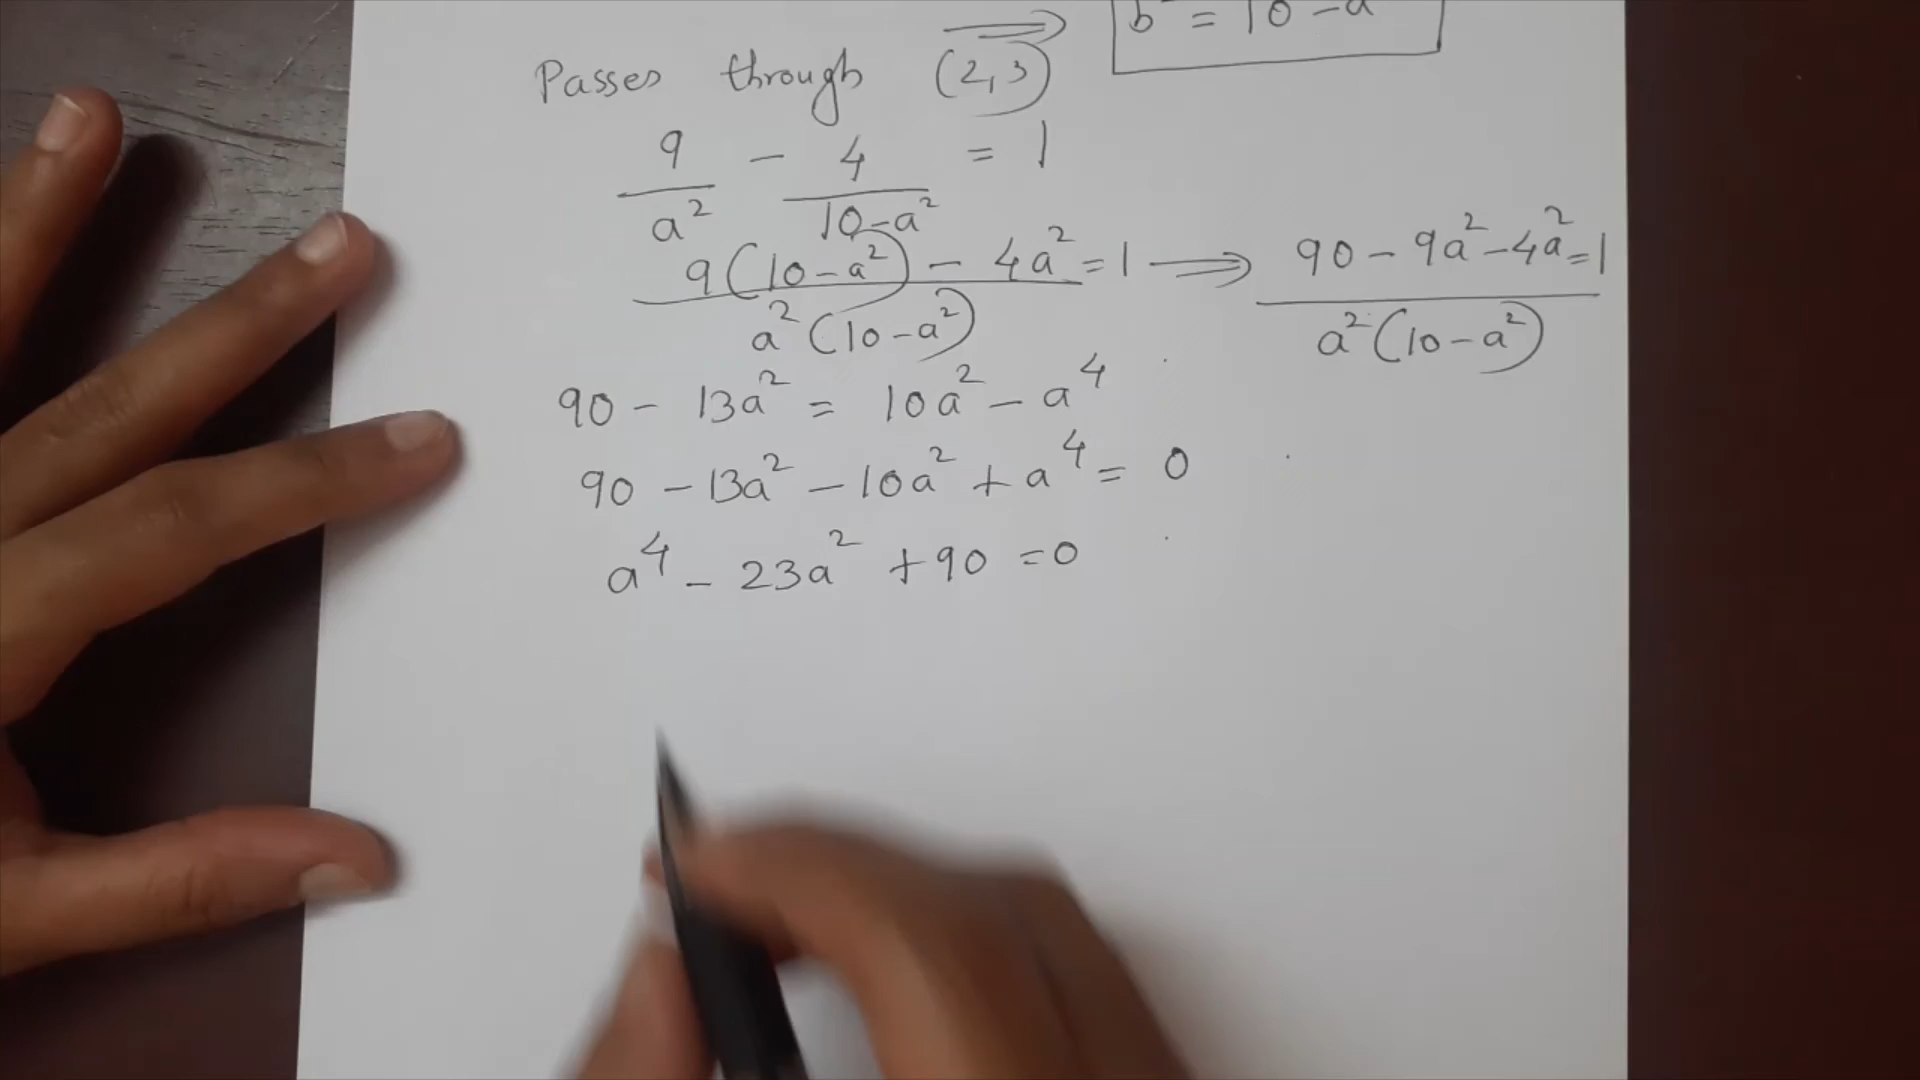 b² = 10 - a²
Passes through (2,3)
9/a² - 4/(10-a²) = 1
(9(10-a²) - 4a²)/(a²(10-a²)) = 1 ⟹ (90 - 9a² - 4a²)/(a²(10-a²)) = 1
90 - 13a² = 10a² - a⁴
90 - 13a² - 10a² + a⁴ = 0
a⁴ - 23a² + 90 = 0